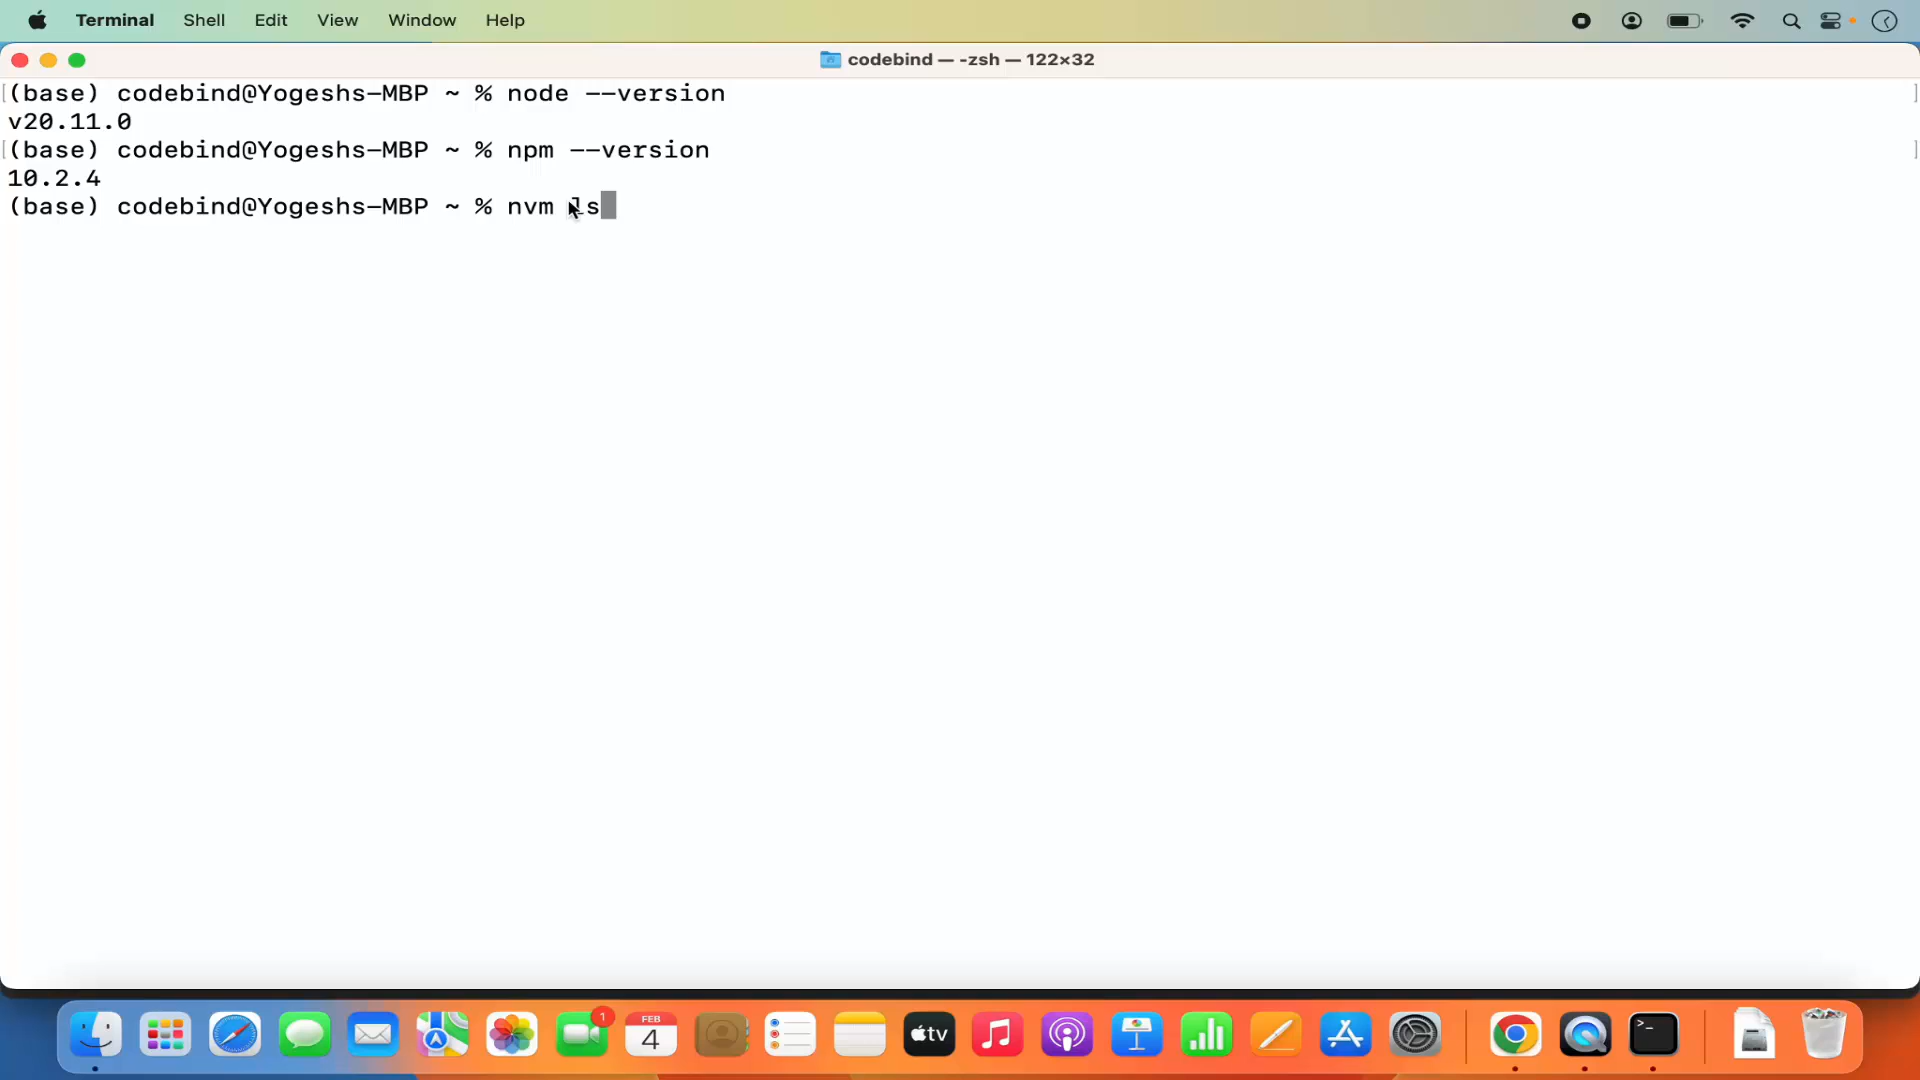 Terminal Shell Edit View Window Help
codebind — -zsh — 122×32
(base) codebind@Yogeshs-MBP ~ % node --version
v20.11.0
(base) codebind@Yogeshs-MBP ~ % npm --version
10.2.4
(base) codebind@Yogeshs-MBP ~ % nvm ls
1
FEB
4
tv
>_